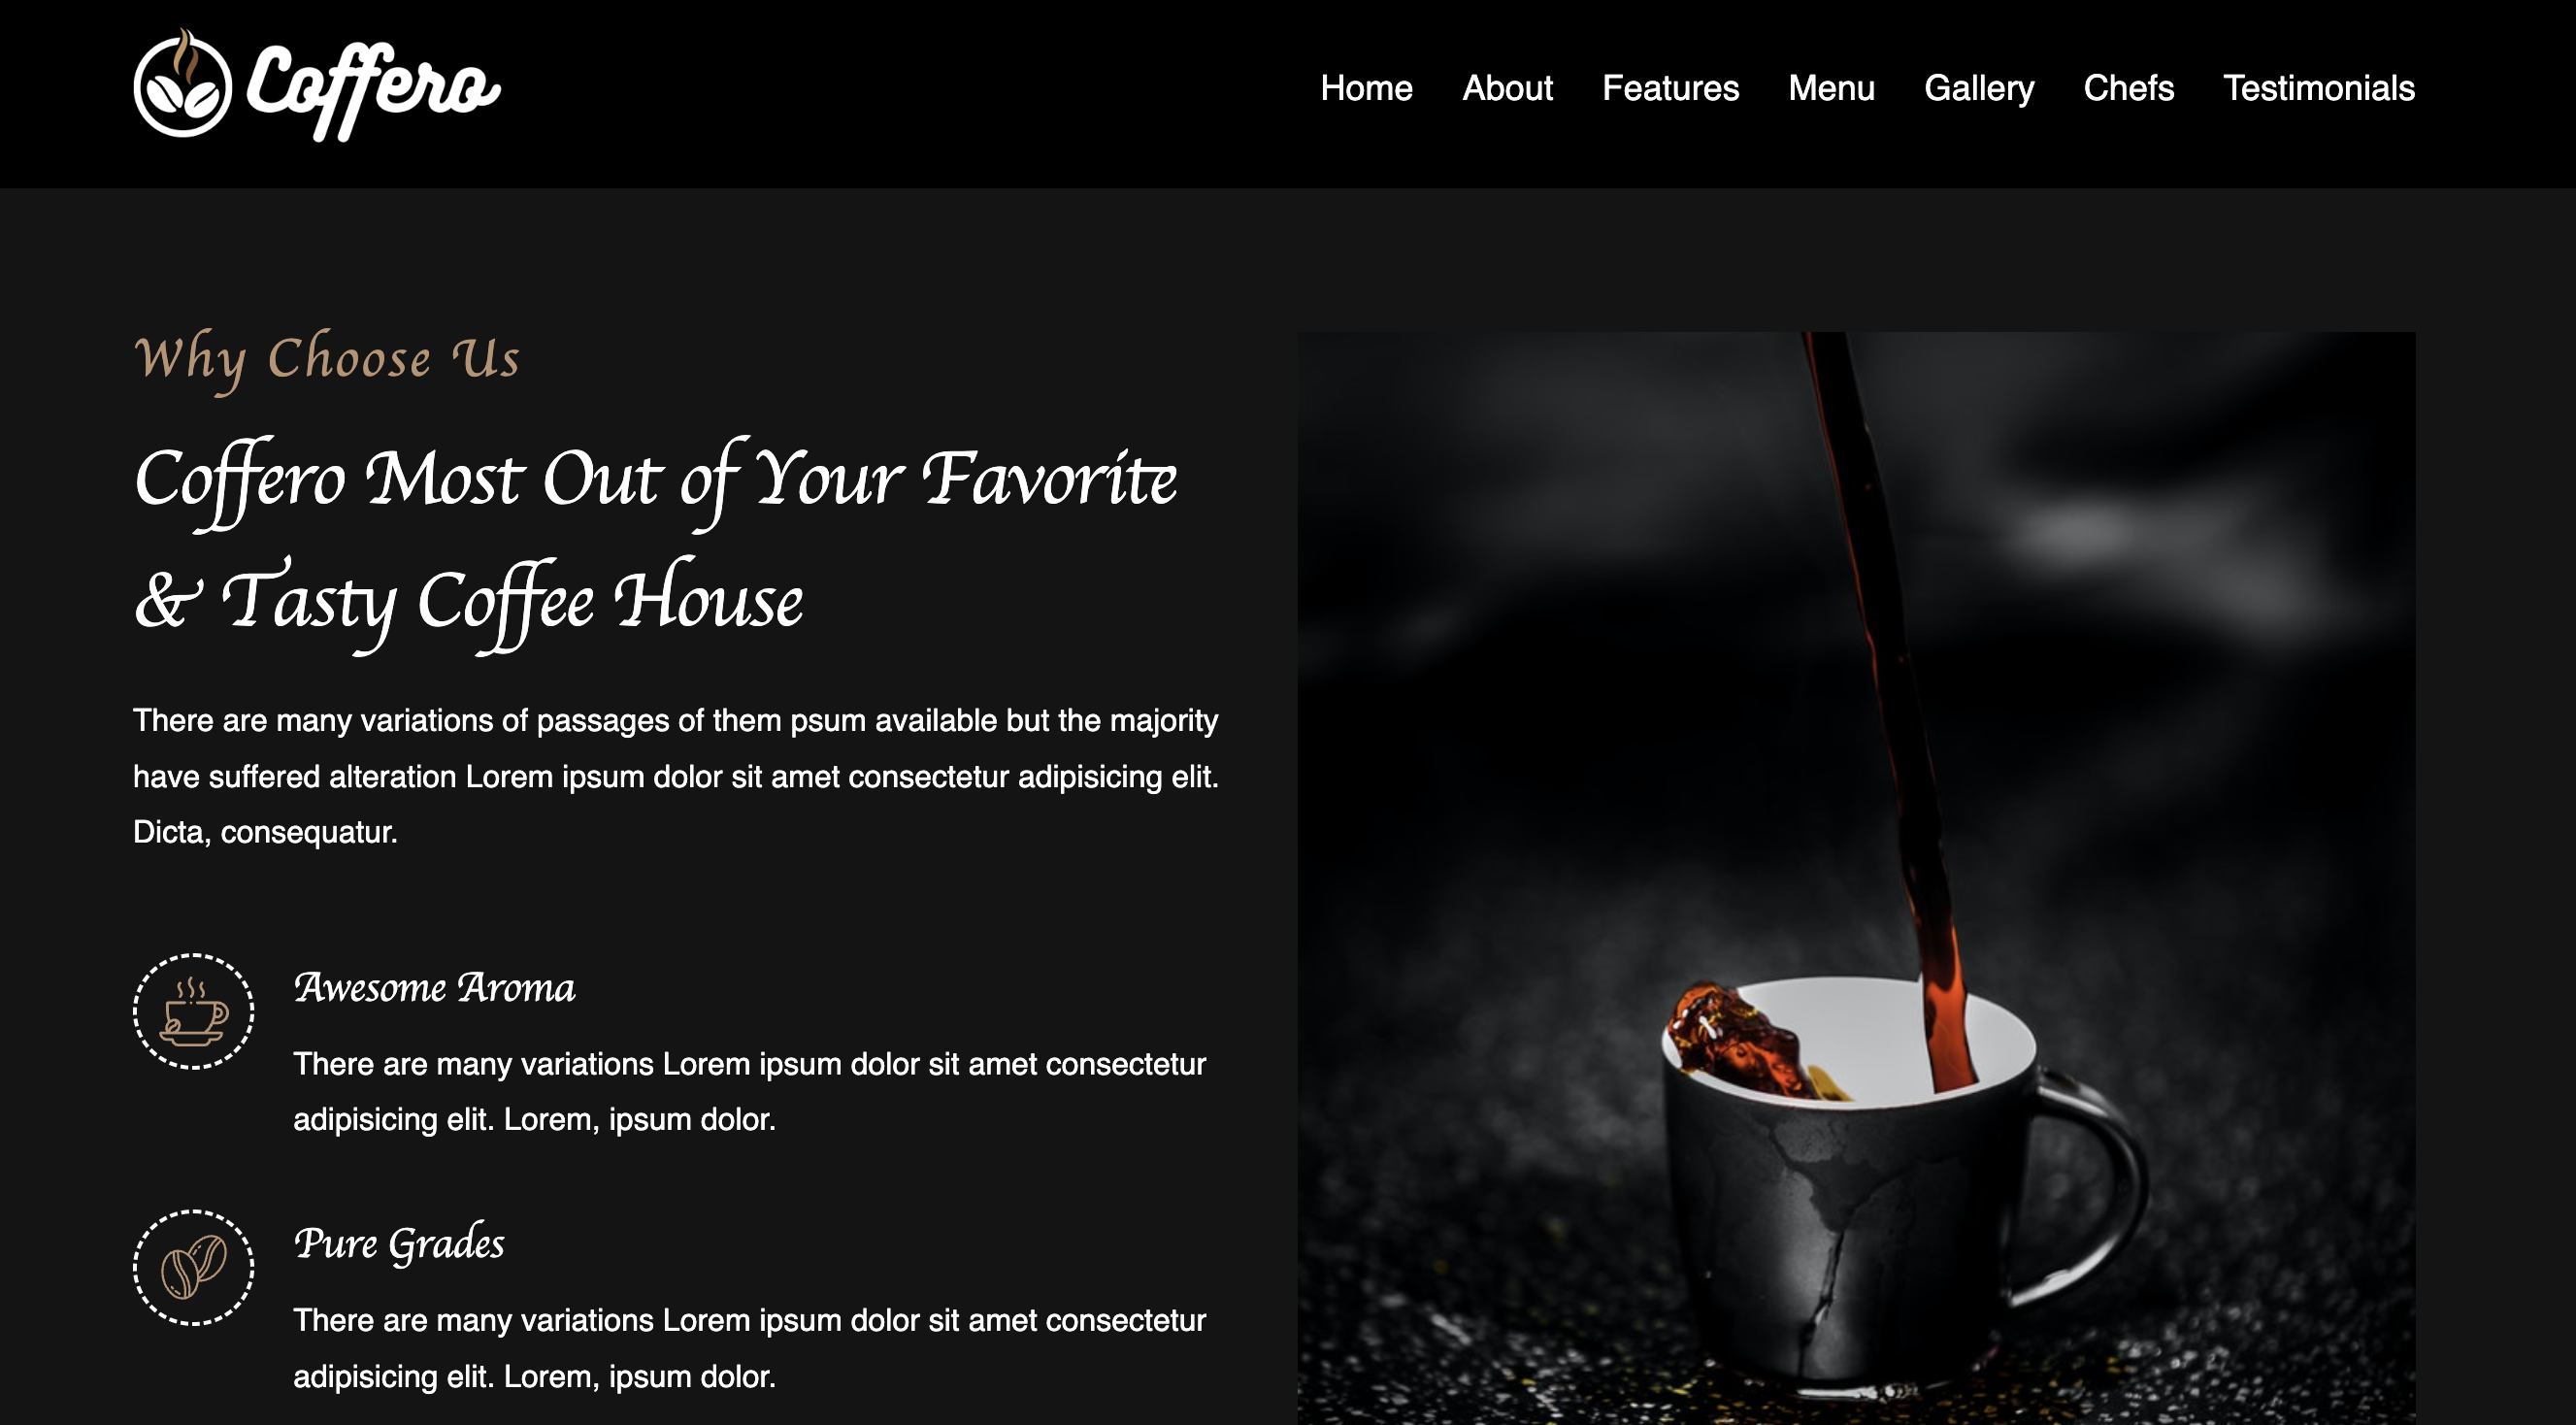 Coffero
Home About Features Menu Gallery Chefs Testimonials
Why Choose Us
Coffero Most Out of Your Favorite
& Tasty Coffee House
There are many variations of passages of them psum available but the majority
have suffered alteration Lorem ipsum dolor sit amet consectetur adipisicing elit.
Dicta, consequatur.
Awesome Aroma
There are many variations Lorem ipsum dolor sit amet consectetur
adipisicing elit. Lorem, ipsum dolor.
Pure Grades
There are many variations Lorem ipsum dolor sit amet consectetur
adipisicing elit. Lorem, ipsum dolor.